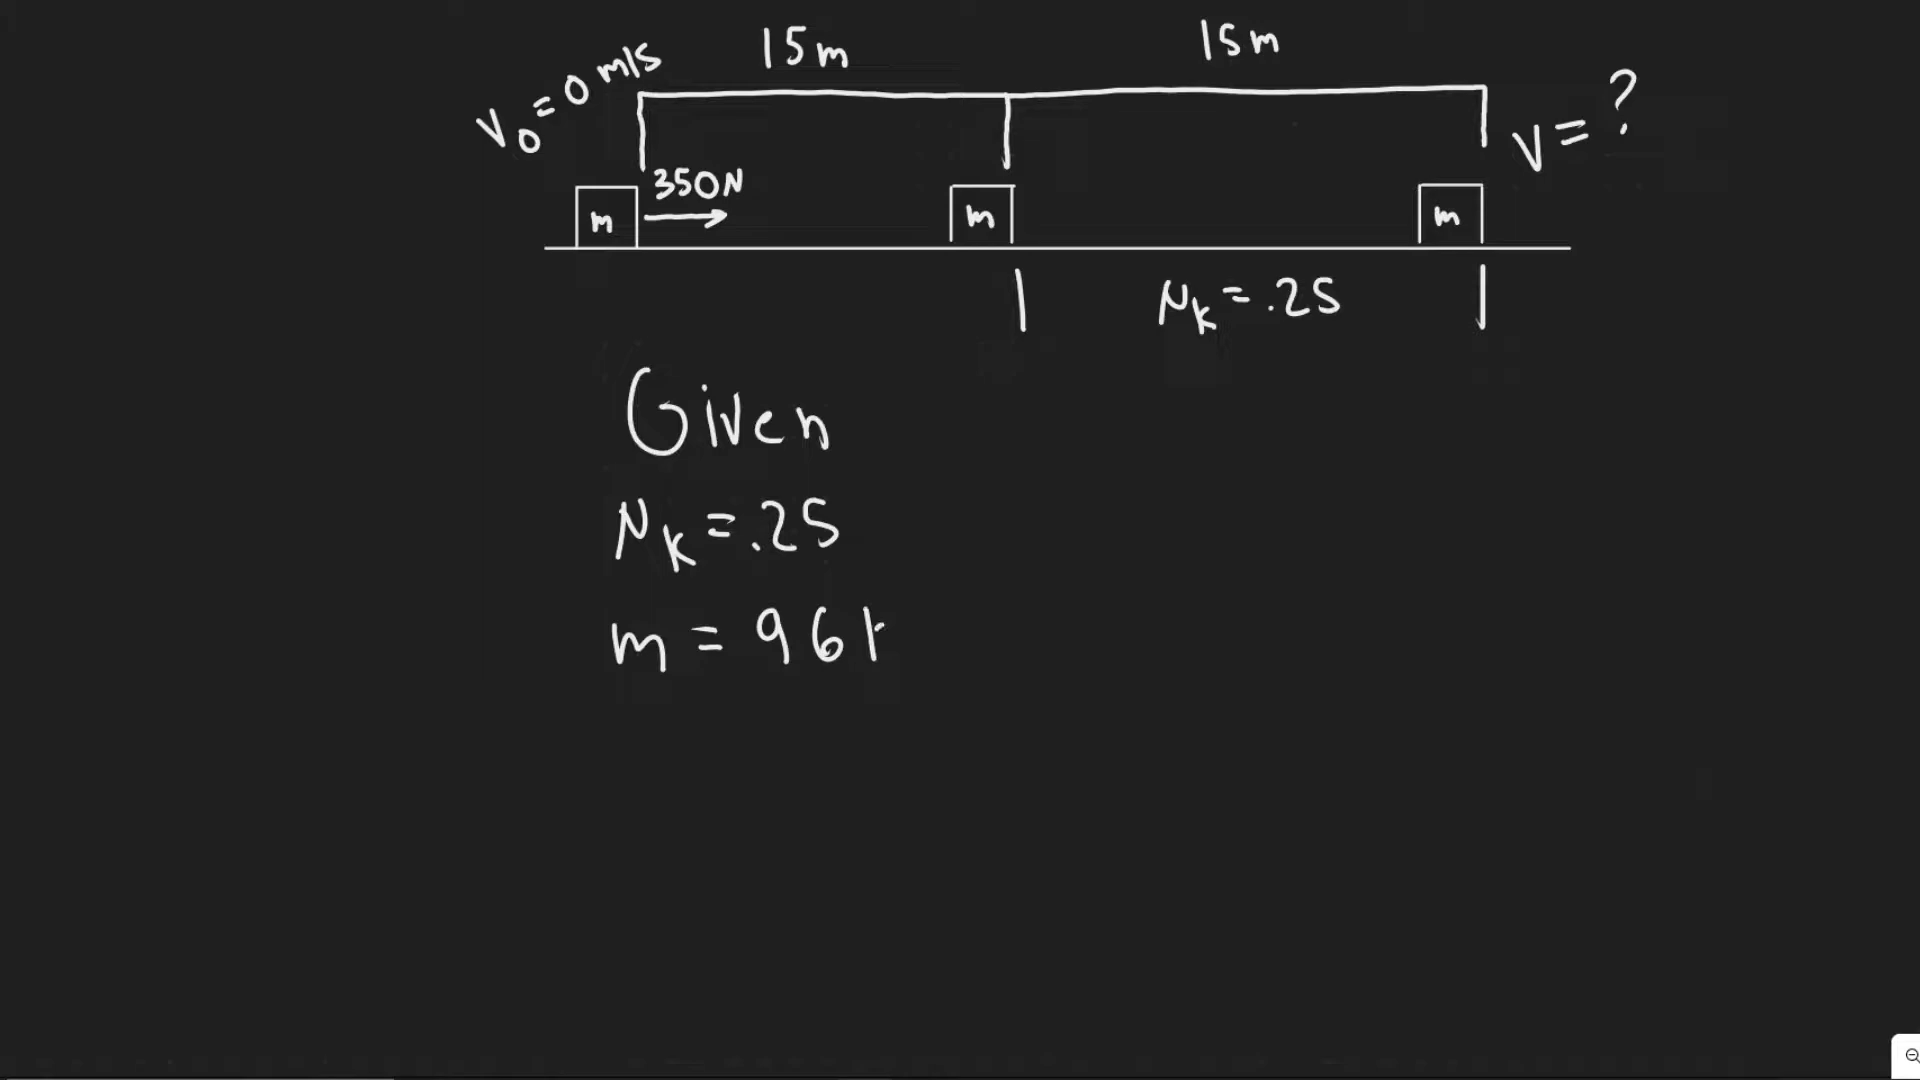 15m 15m
V₀ = 0 m/s
V = ?
350N
m m m
μₖ = .25
Given
μₖ = .25
m = 96